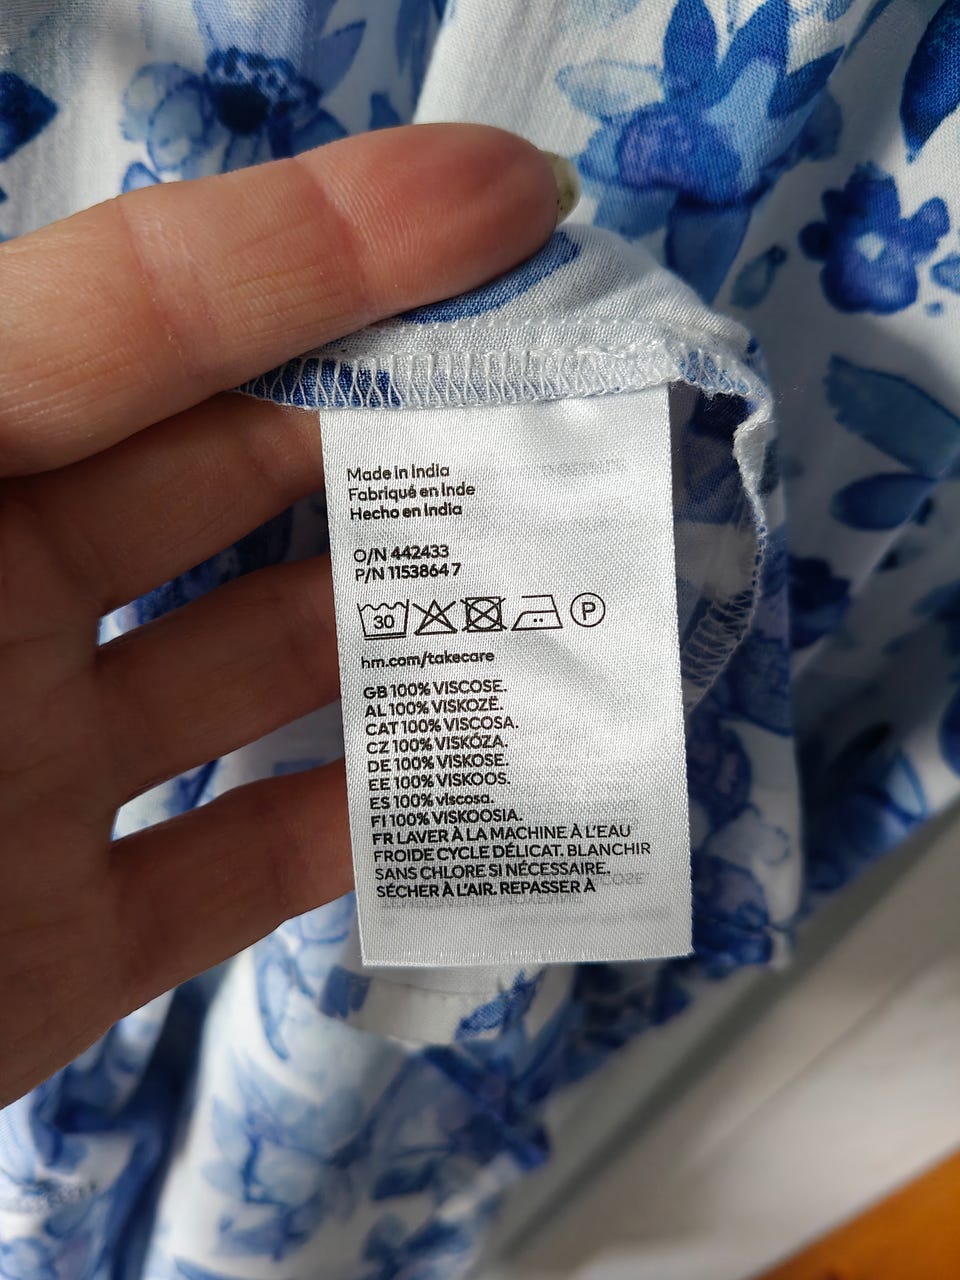 Made in India
Fabriqué en Inde
Hecho en India
O/N 442433
P/N 11538647
30 P
hm.com/takecare
GB 100% VISCOSE.
AL 100% VISKOZË.
CAT 100% VISCOSA.
CZ 100% VISKÓZA.
DE 100% VISKOSE.
EE 100% VISKOOS.
ES 100% viscosa.
FI 100% VISKOOSIA.
FR LAVER À LA MACHINE À L'EAU
FROIDE CYCLE DÉLICAT. BLANCHIR
SANS CHLORE SI NÉCESSAIRE.
SÉCHER À L'AIR. REPASSER À